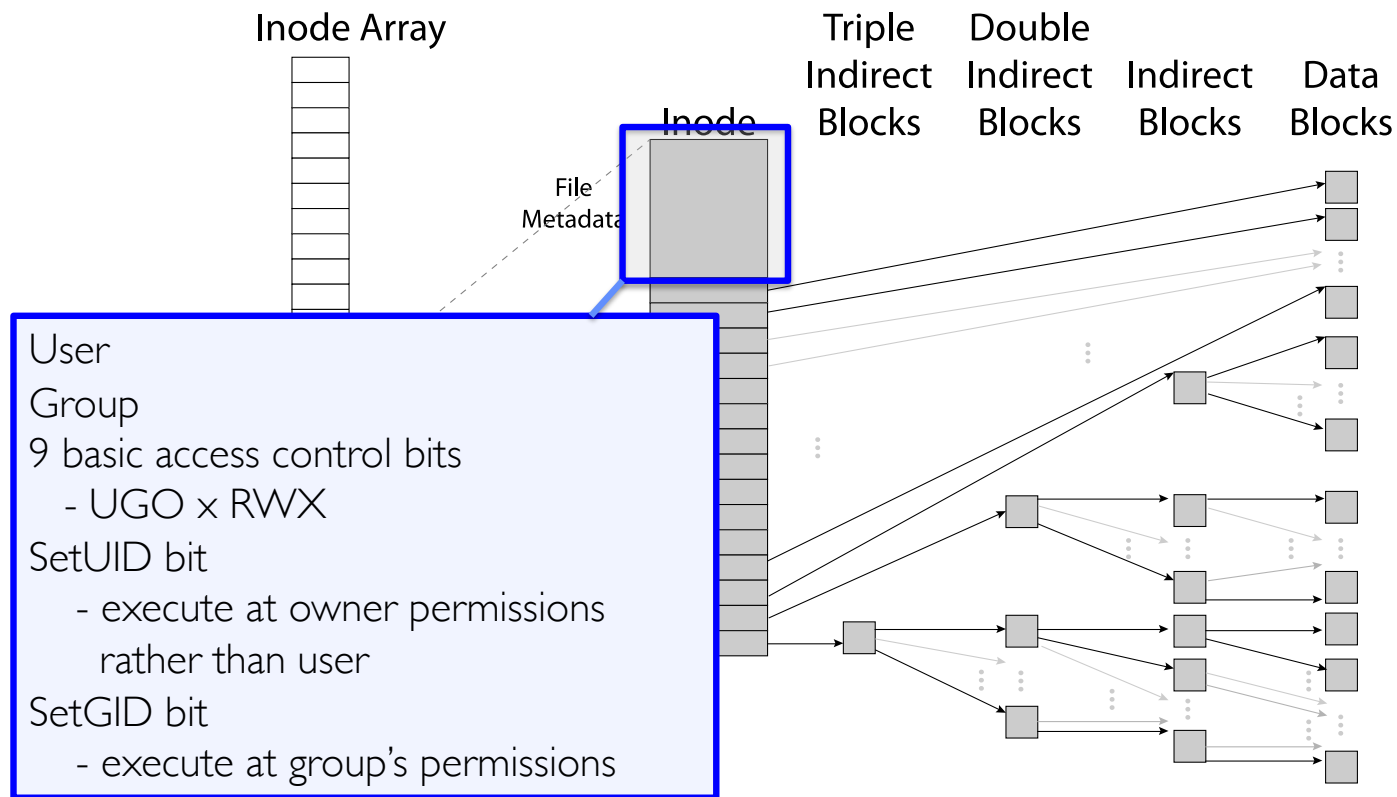 Inode Array
Triple
Indirect
Blocks
Double
Indirect
Blocks
Indirect
Blocks
Data
Blocks
Inode
File
Metadata
User
Group
9 basic access control bits
- UGO x RWX
SetUID bit
- execute at owner permissions
rather than user
SetGID bit
- execute at group’s permissions